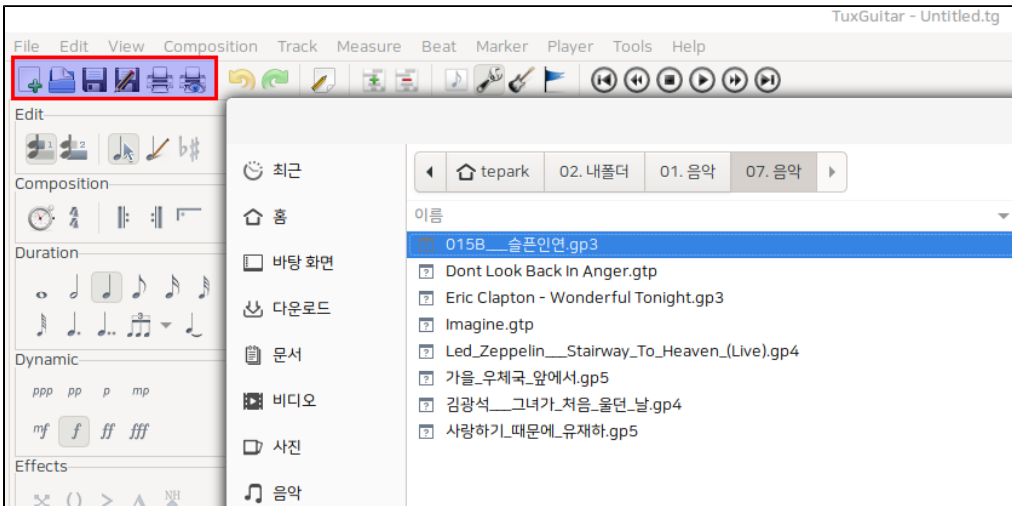 TuxGuitar - Untitled.tg
File Edit View Composition Track Measure Beat Marker Player Tools Help
Edit
1 2
Composition
Duration
3
Dynamic
ppp pp p mp
mf f ff fff
Effects
NH
최근
홈
바탕 화면
다운로드
문서
비디오
사진
음악
tepark 02. 내폴더 01. 음악 07. 음악
이름
015B___슬픈인연.gp3
Dont Look Back In Anger.gtp
Eric Clapton - Wonderful Tonight.gp3
Imagine.gtp
Led_Zeppelin___Stairway_To_Heaven_(Live).gp4
가을_우체국_앞에서.gp5
김광석___그녀가_처음_울던_날.gp4
사랑하기_때문에_유재하.gp5